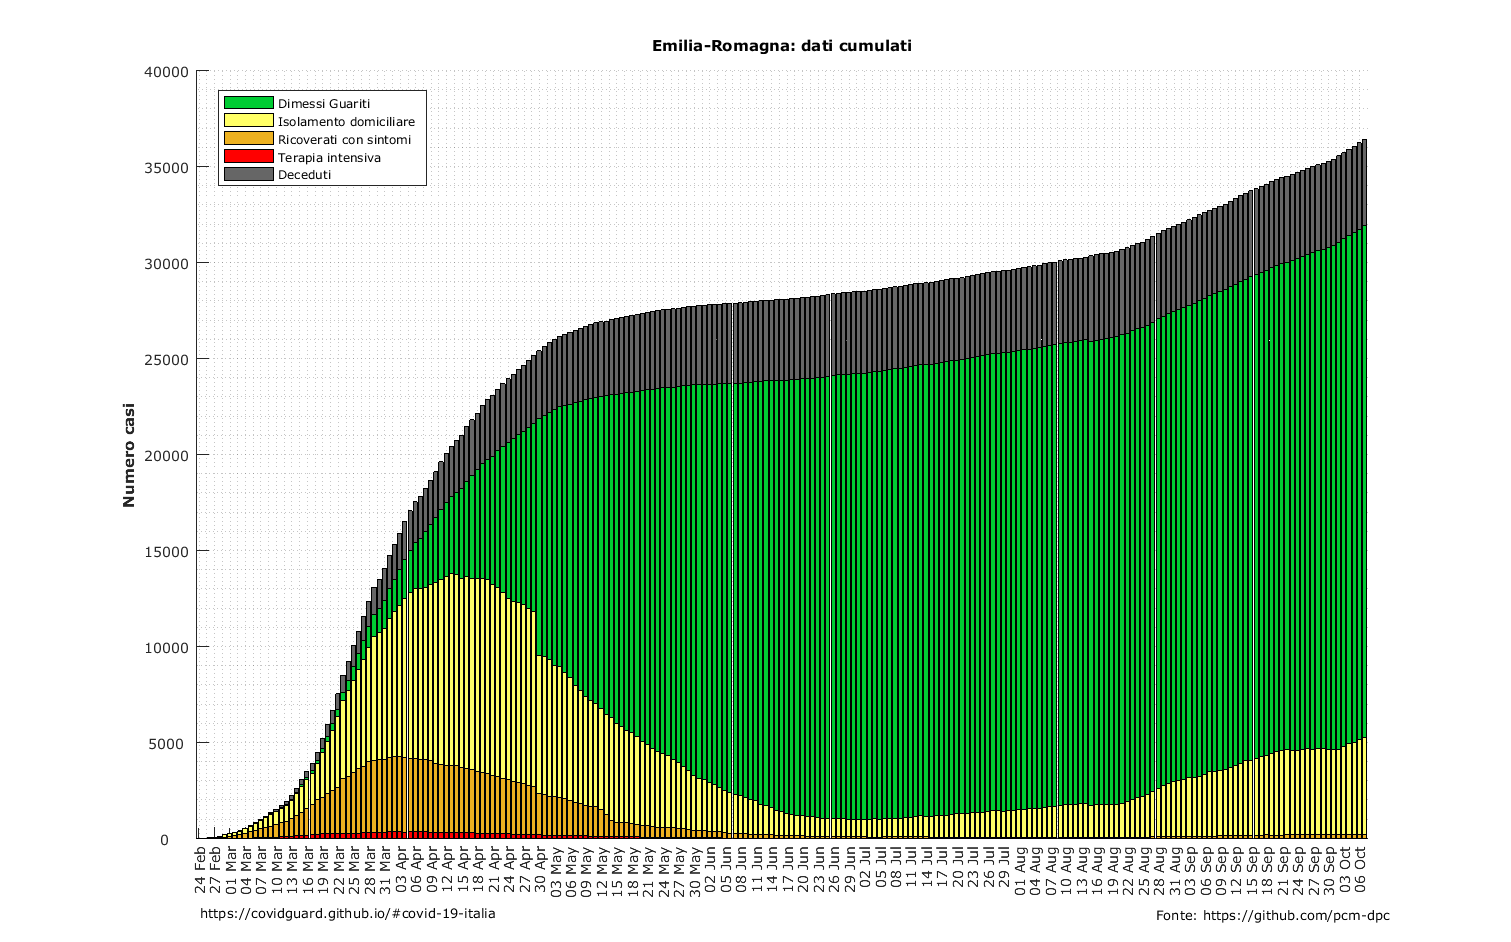 Emilia-Romagna: dati cumulati
40000
35000
30000
25000
20000
15000
10000
5000
0
Numero casi
Dimessi Guariti
Isolamento domiciliare
Ricoverati con sintomi
Terapia intensiva
Deceduti
24 Feb
27 Feb
01 Mar
04 Mar
07 Mar
10 Mar
13 Mar
16 Mar
19 Mar
22 Mar
25 Mar
28 Mar
31 Mar
03 Apr
06 Apr
09 Apr
12 Apr
15 Apr
18 Apr
21 Apr
24 Apr
27 Apr
30 Apr
03 May
06 May
09 May
12 May
15 May
18 May
21 May
24 May
27 May
30 May
02 Jun
05 Jun
08 Jun
11 Jun
14 Jun
17 Jun
20 Jun
23 Jun
26 Jun
29 Jun
02 Jul
05 Jul
08 Jul
11 Jul
14 Jul
17 Jul
20 Jul
23 Jul
26 Jul
29 Jul
01 Aug
04 Aug
07 Aug
10 Aug
13 Aug
16 Aug
19 Aug
22 Aug
25 Aug
28 Aug
31 Aug
03 Sep
06 Sep
09 Sep
12 Sep
15 Sep
18 Sep
21 Sep
24 Sep
27 Sep
30 Sep
03 Oct
06 Oct
https://covidguard.github.io/#covid-19-italia
Fonte: https://github.com/pcm-dpc